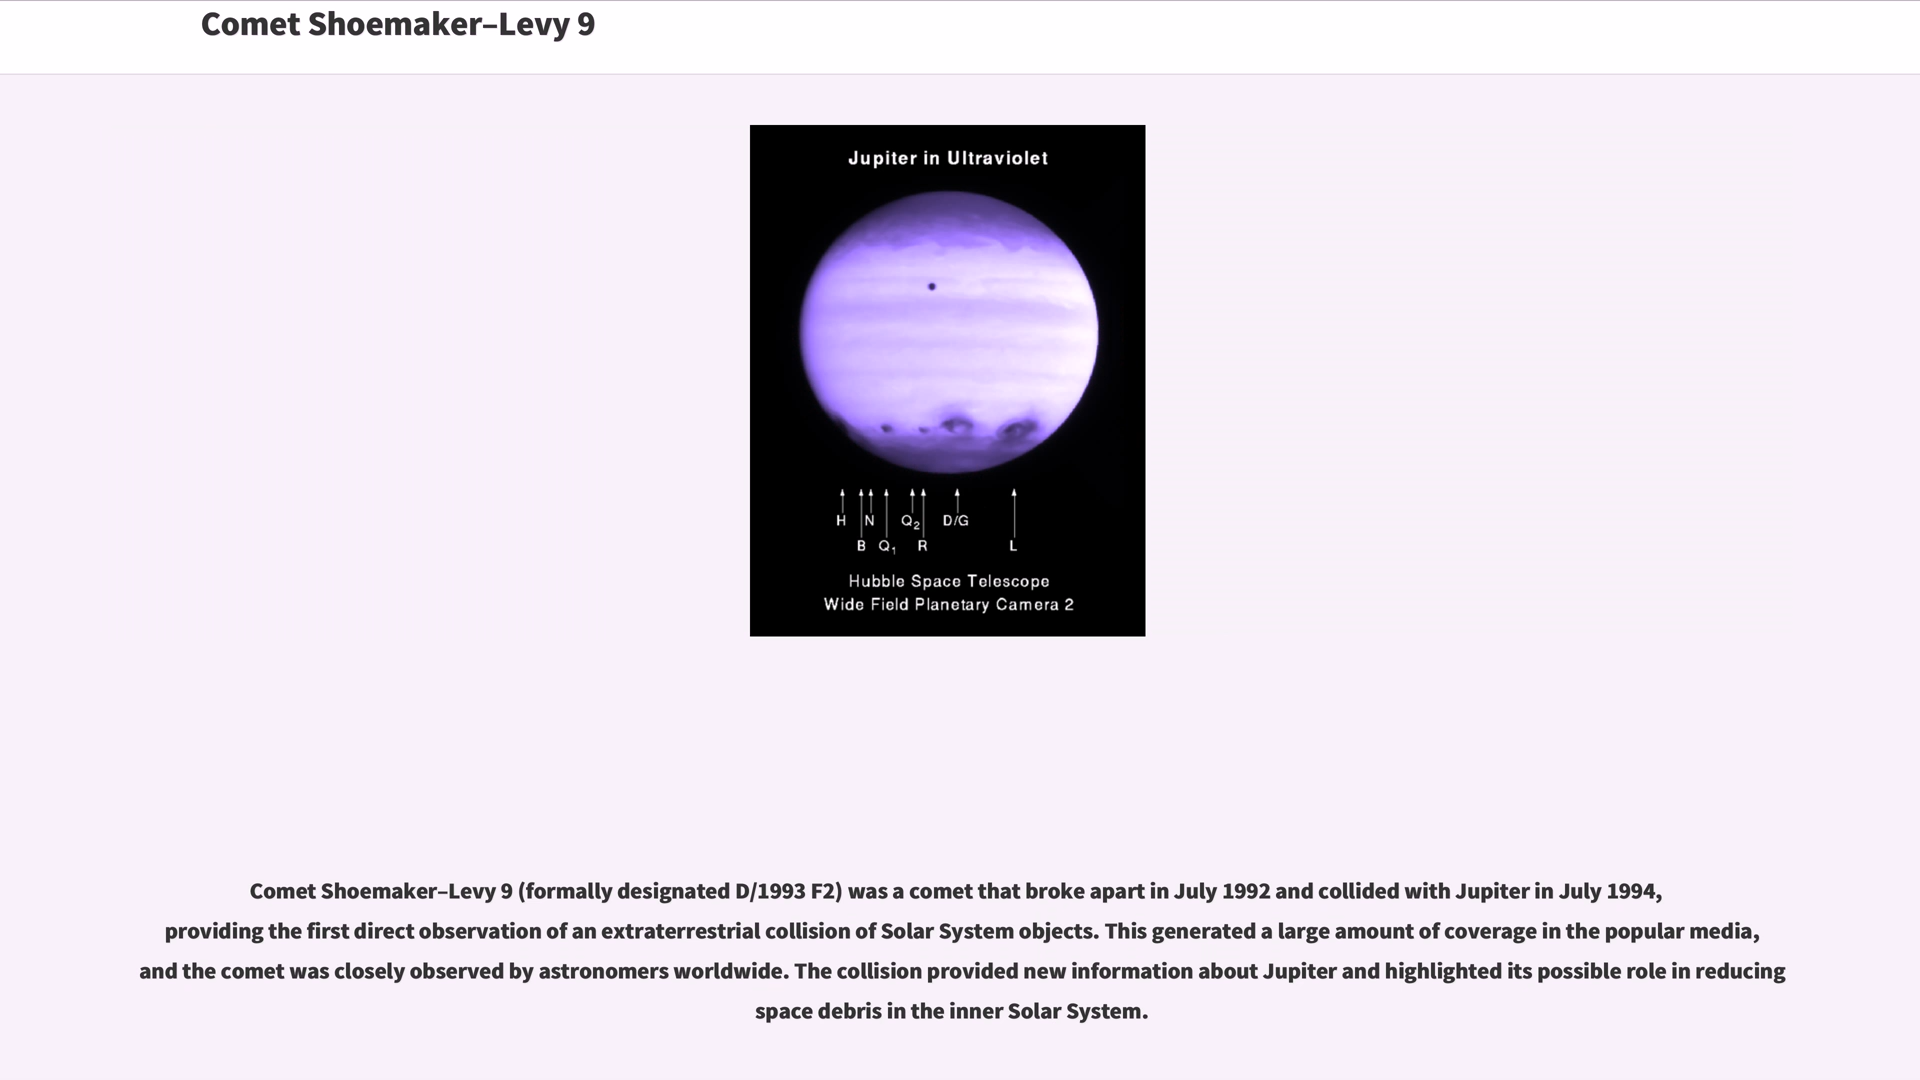 Comet Shoemaker–Levy 9
Jupiter in Ultraviolet
H N Q2 D/G
B Q1 R L
Hubble Space Telescope
Wide Field Planetary Camera 2
Comet Shoemaker–Levy 9 (formally designated D/1993 F2) was a comet that broke apart in July 1992 and collided with Jupiter in July 1994,
providing the first direct observation of an extraterrestrial collision of Solar System objects. This generated a large amount of coverage in the popular media,
and the comet was closely observed by astronomers worldwide. The collision provided new information about Jupiter and highlighted its possible role in reducing
space debris in the inner Solar System.